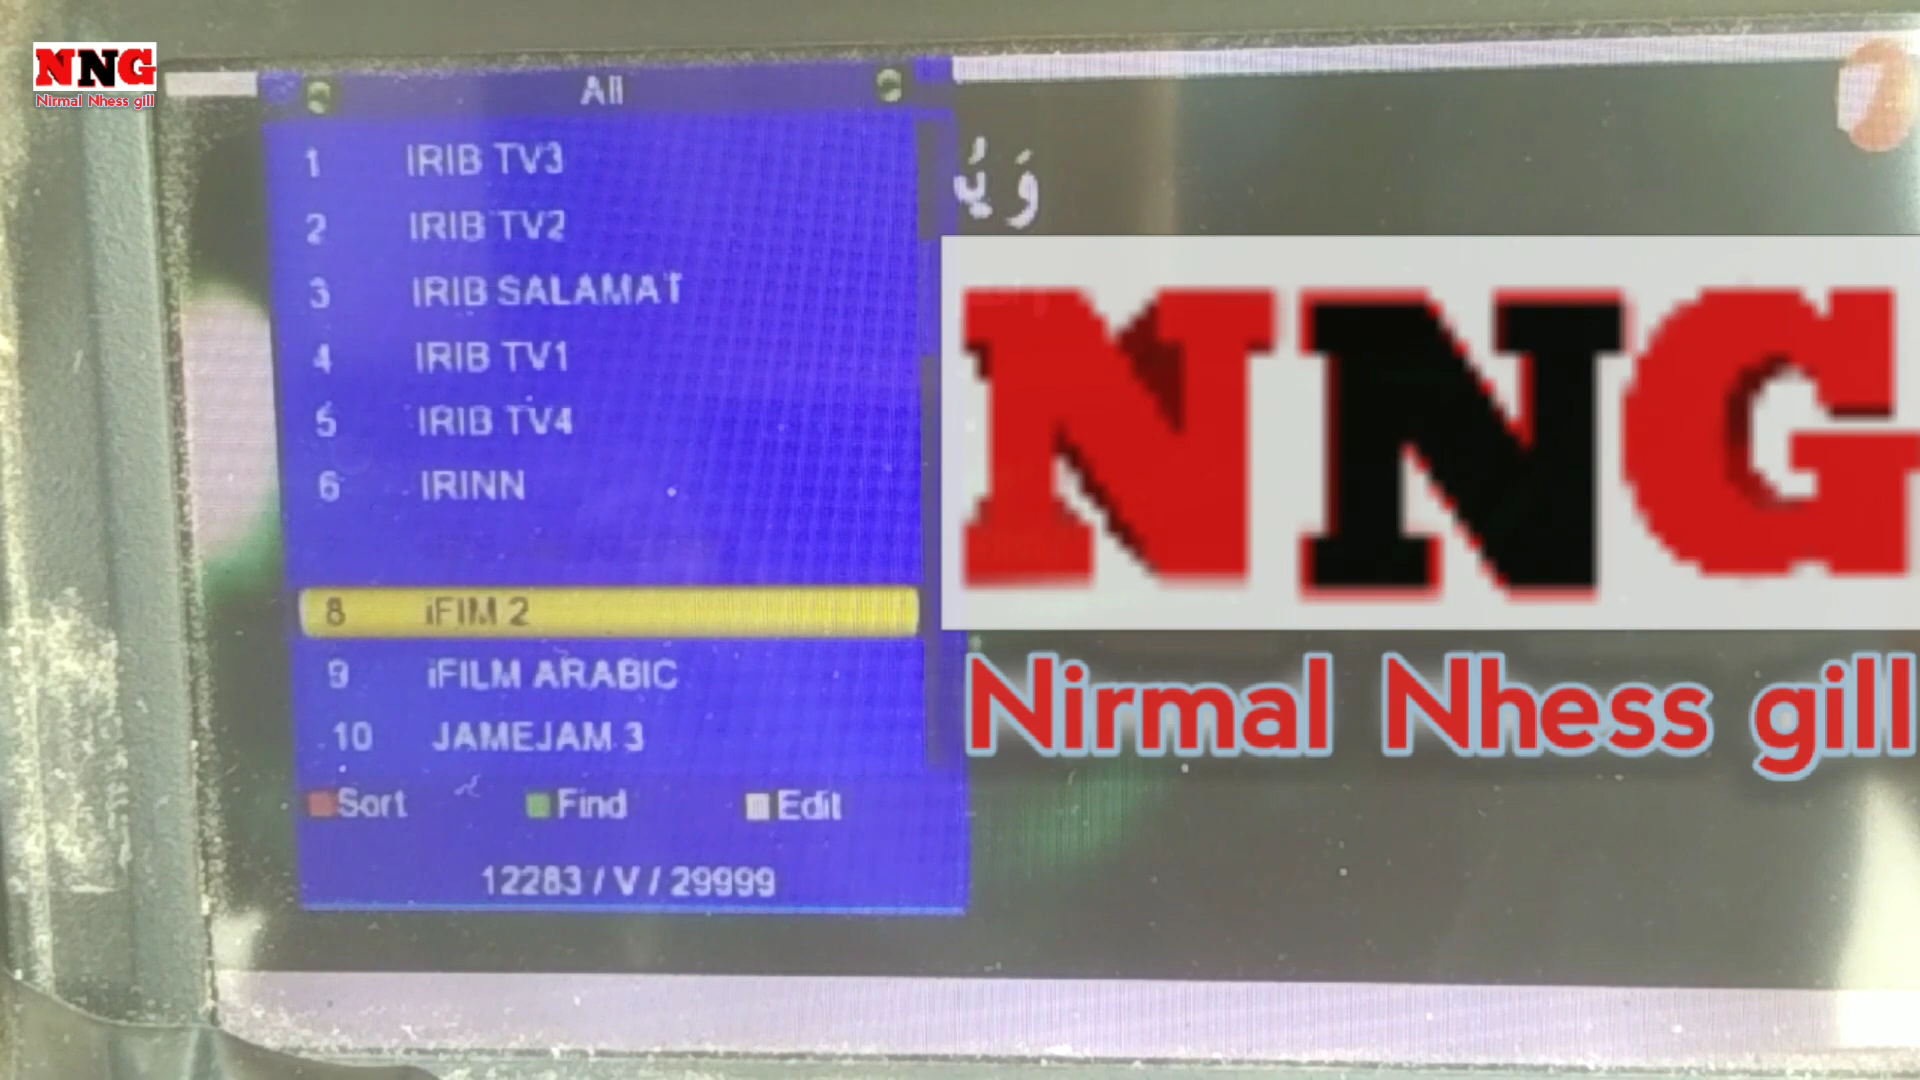 NNG
Nirmal Nhess gill
All
1 IRIB TV3
2 IRIB TV2
3 IRIB SALAMAT
4 IRIB TV1
5 IRIB TV4
6 IRINN
8 iFIM 2
9 iFILM ARABIC
10 JAMEJAM 3
Sort Find Edit
12283 / V / 29999
NNG
Nirmal Nhess gill